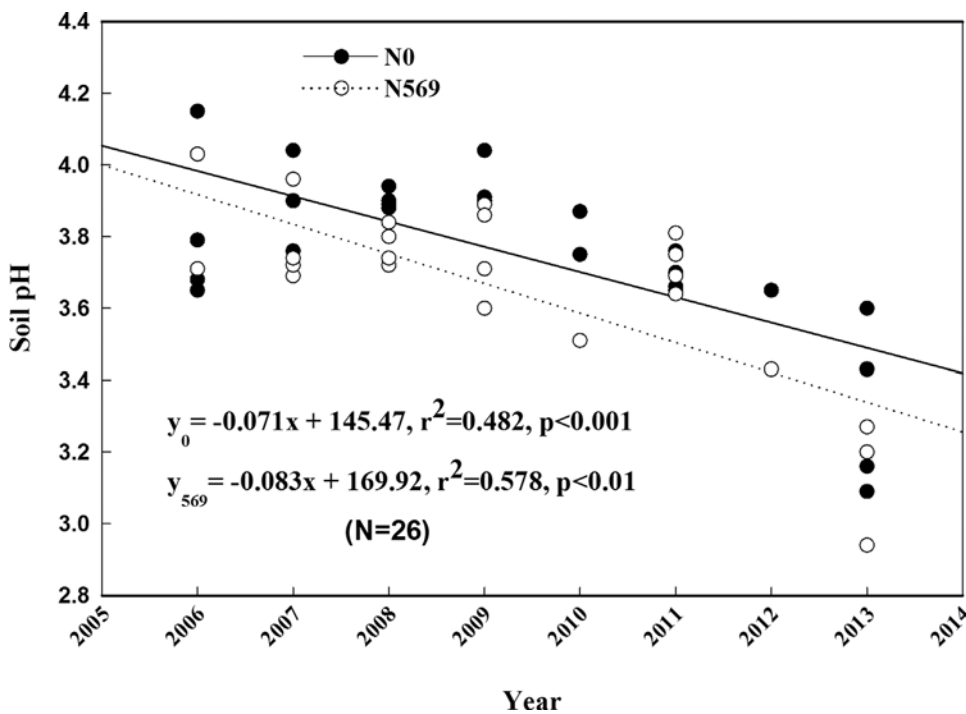 4.4
4.2
4.0
3.8
3.6
3.4
3.2
3.0
2.8
Soil pH
N0
N569
y0= -0.071x + 145.47, r2=0.482, p<0.001
y569= -0.083x + 169.92, r2=0.578, p<0.01
(N=26)
2005 2006 2007 2008 2009 2010 2011 2012 2013 2014
Year